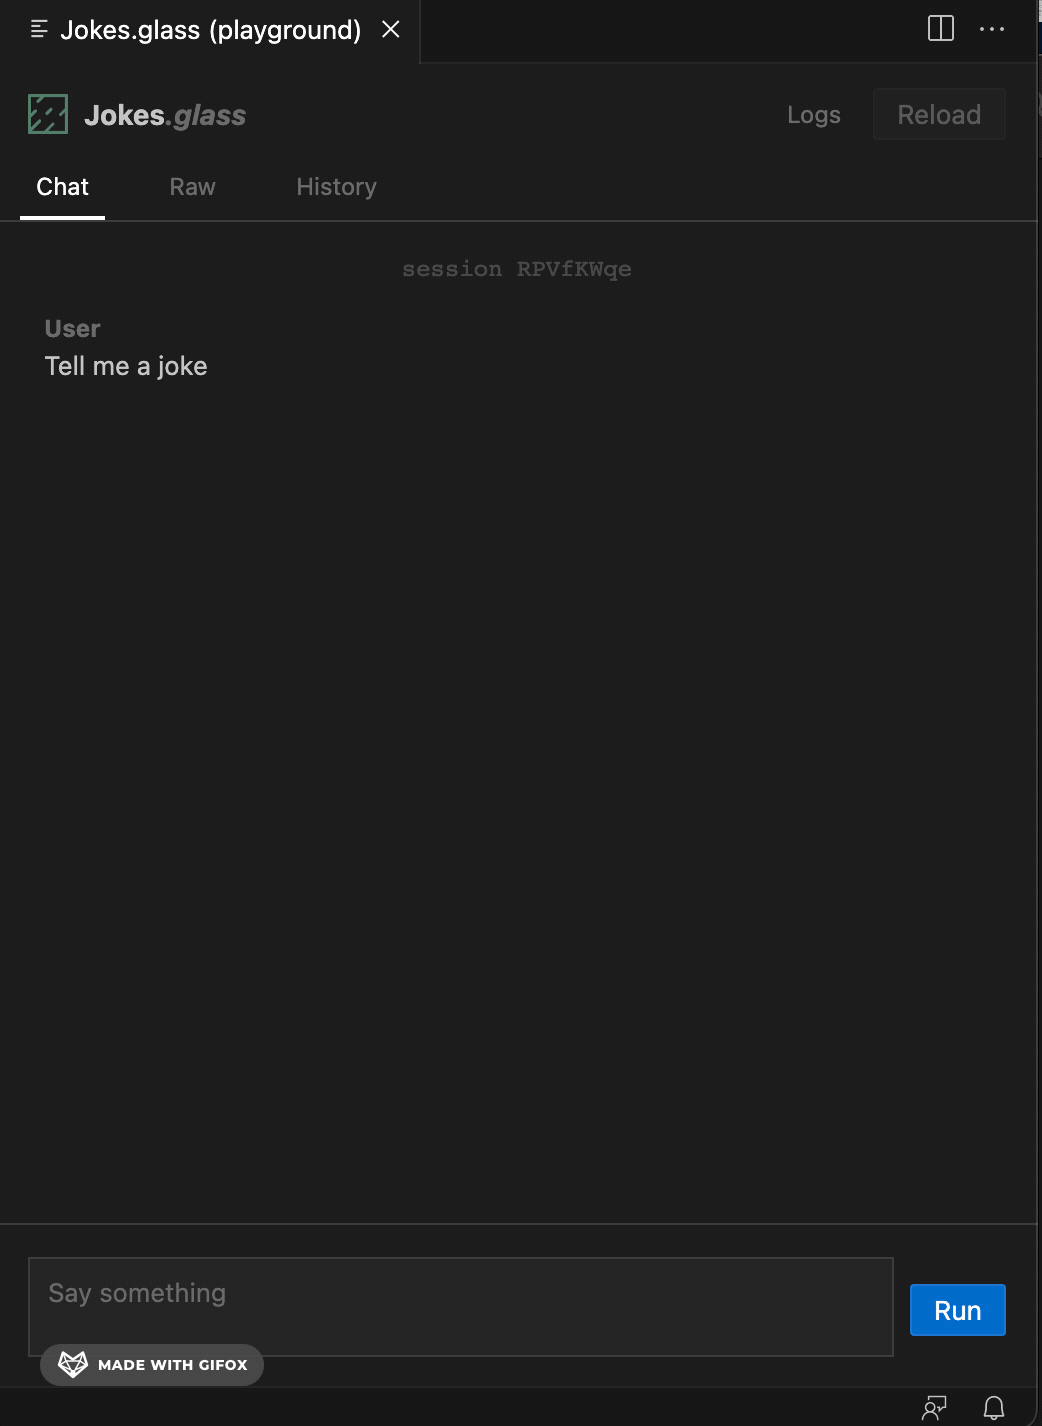 Jokes.glass (playground)
Jokes.glass
Logs
Reload
Chat
Raw
History
session RPVfKWqe
User
Tell me a joke
Say something
Run
MADE WITH GIFOX